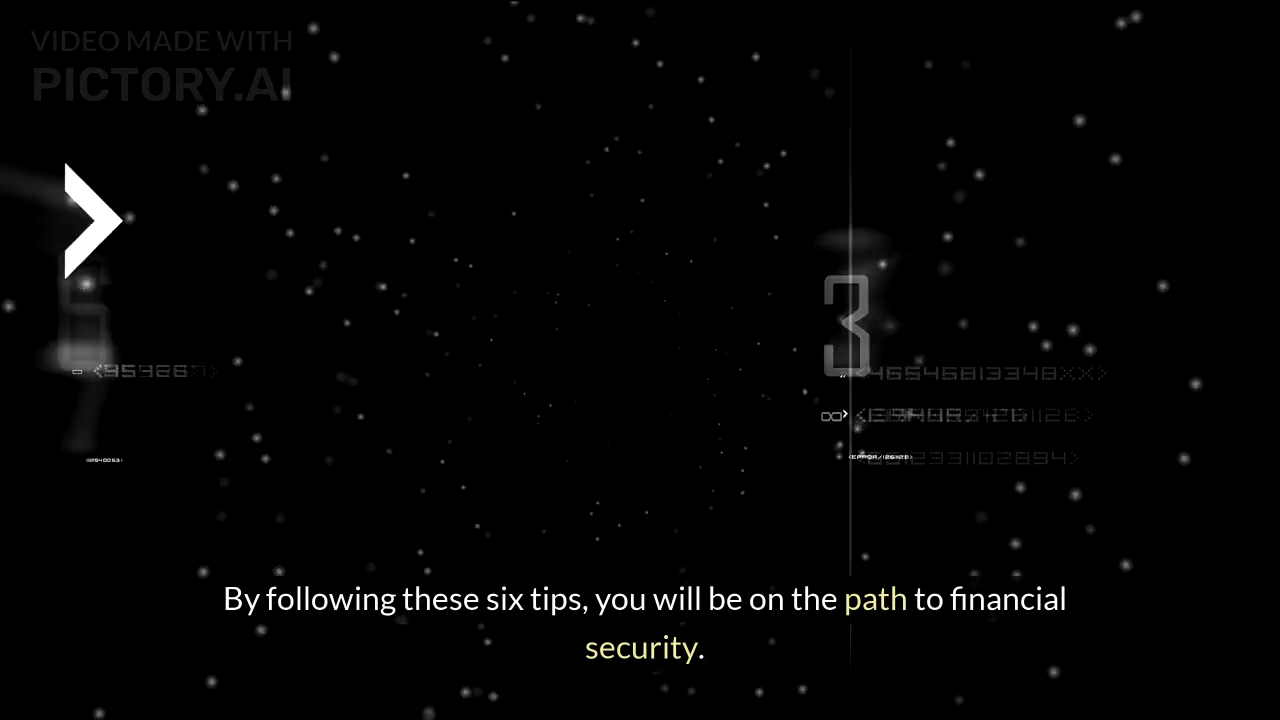 VIDEO MADE WITH
PICTORY.AI
3
By following these six tips, you will be on the path to financial
security.